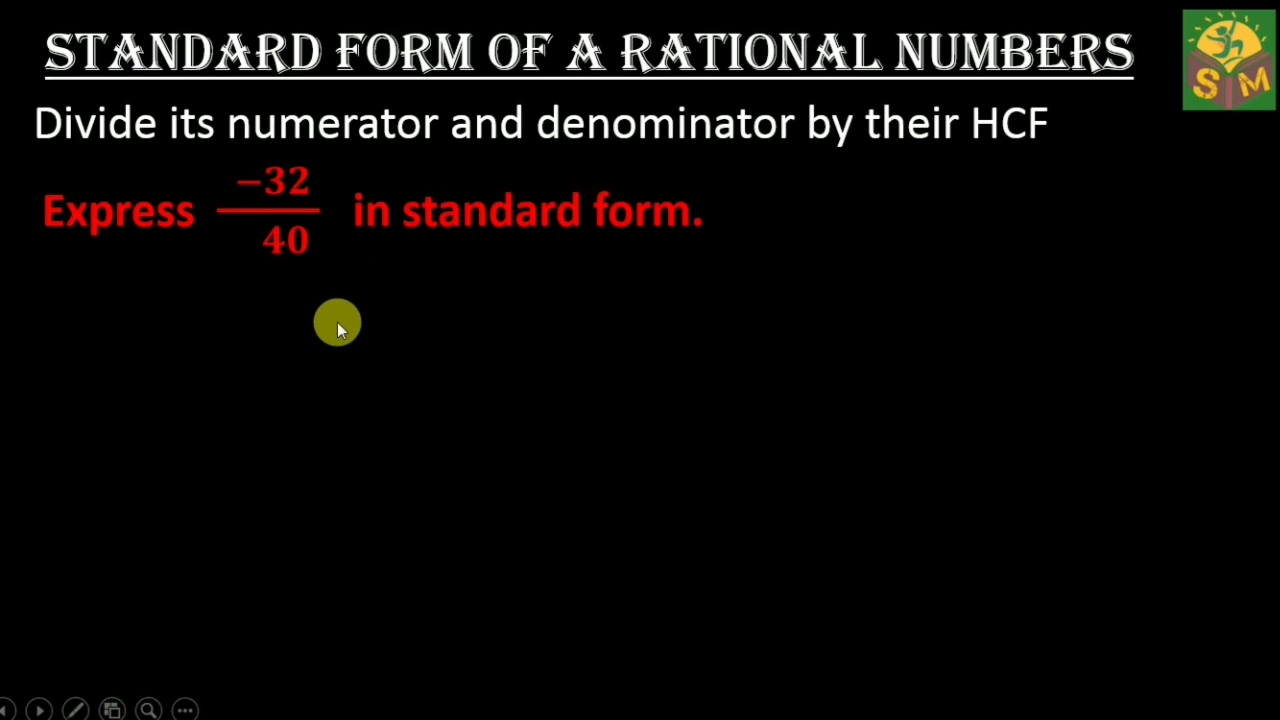 STANDARD FORM OF A RATIONAL NUMBERS
S M
Divide its numerator and denominator by their HCF
Express −32/40 in standard form.